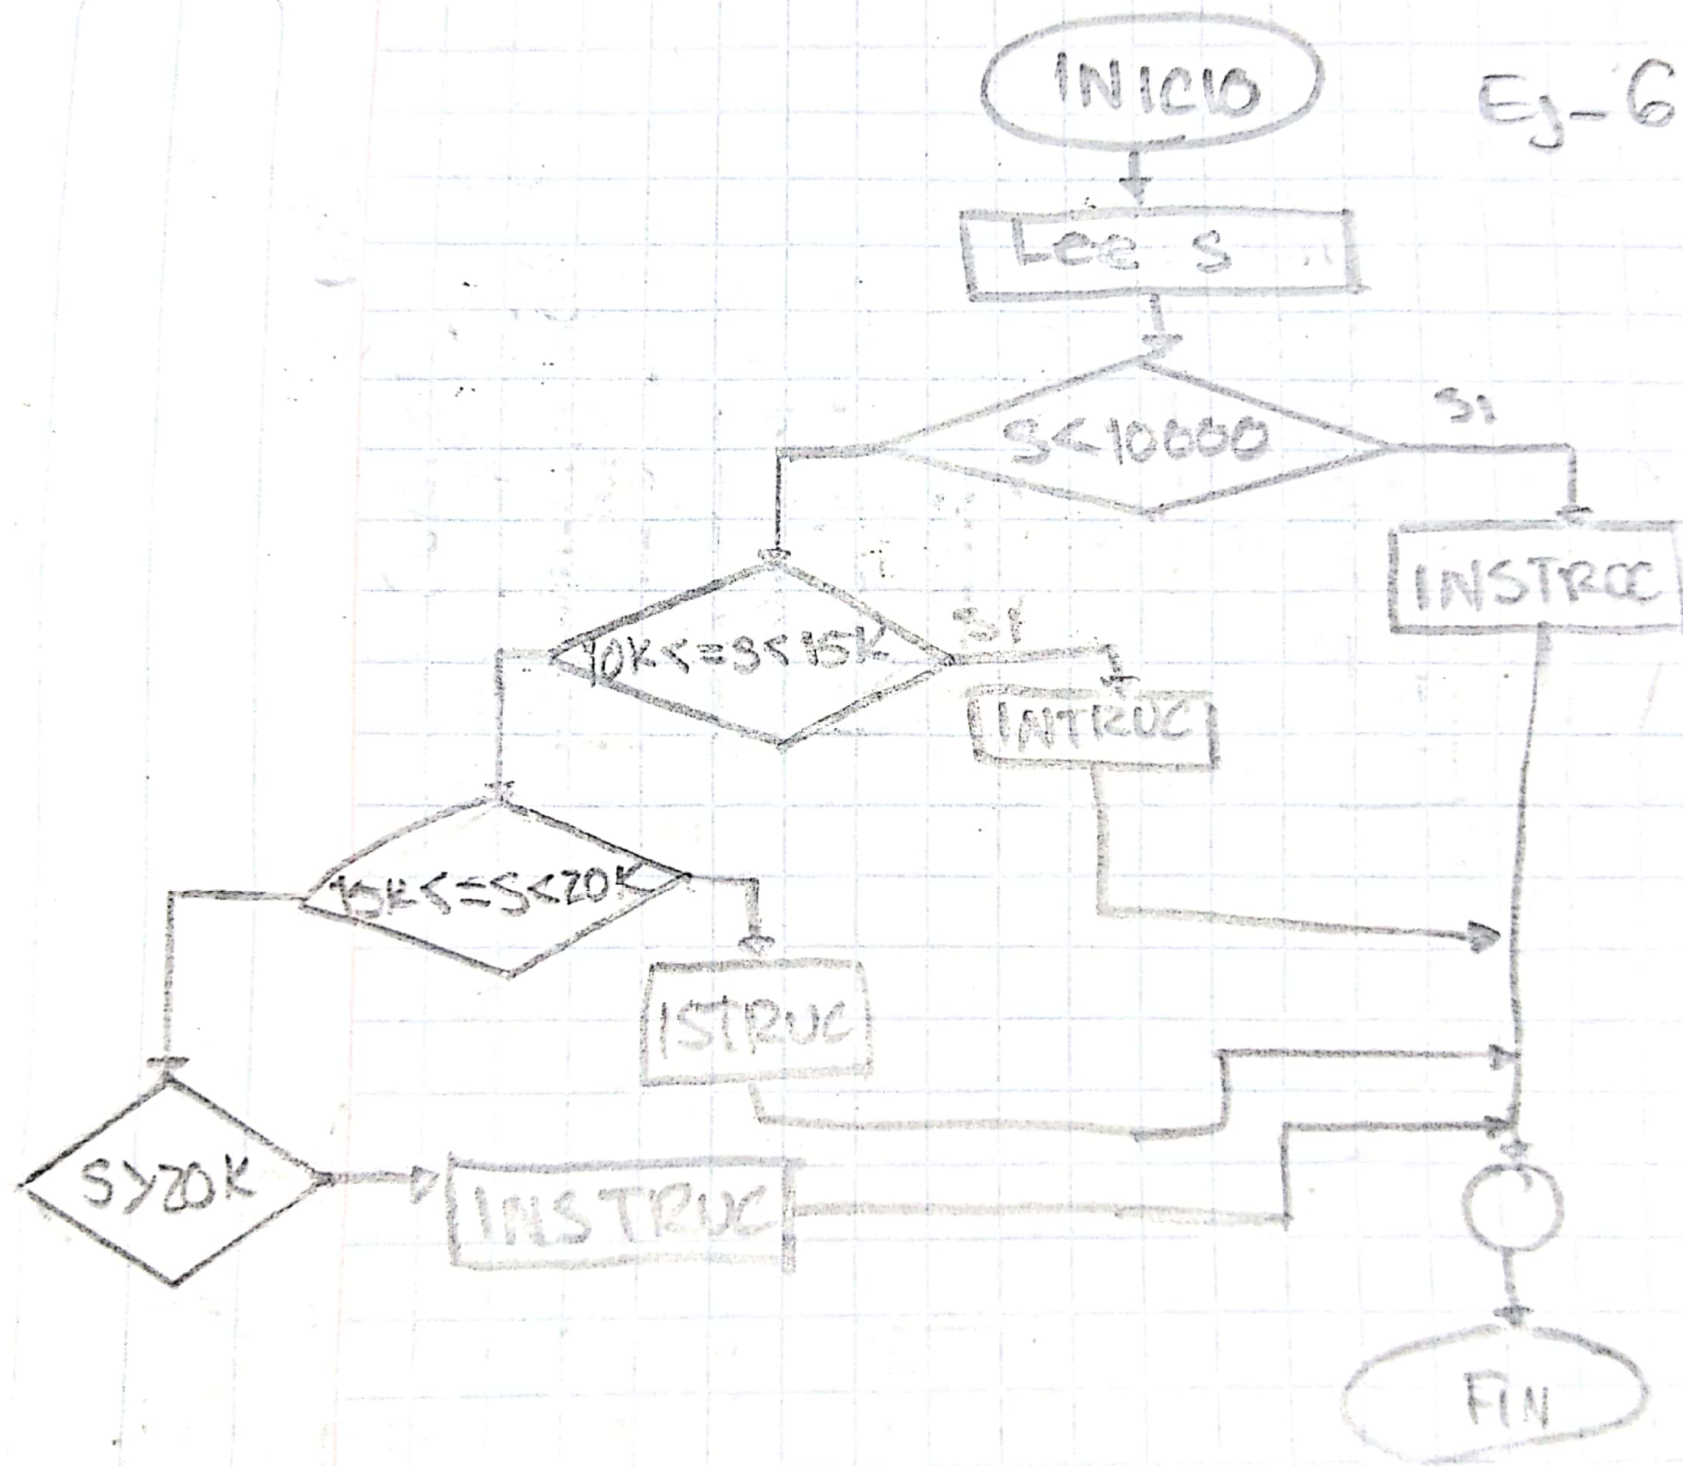 INICIO
Ej-6
Lee s
S<10000
Si
INSTRUC
10K<=S<15K
Si
INTRUC
15K<=S<20K
ISTRUC
S>20K
INSTRUC
FIN